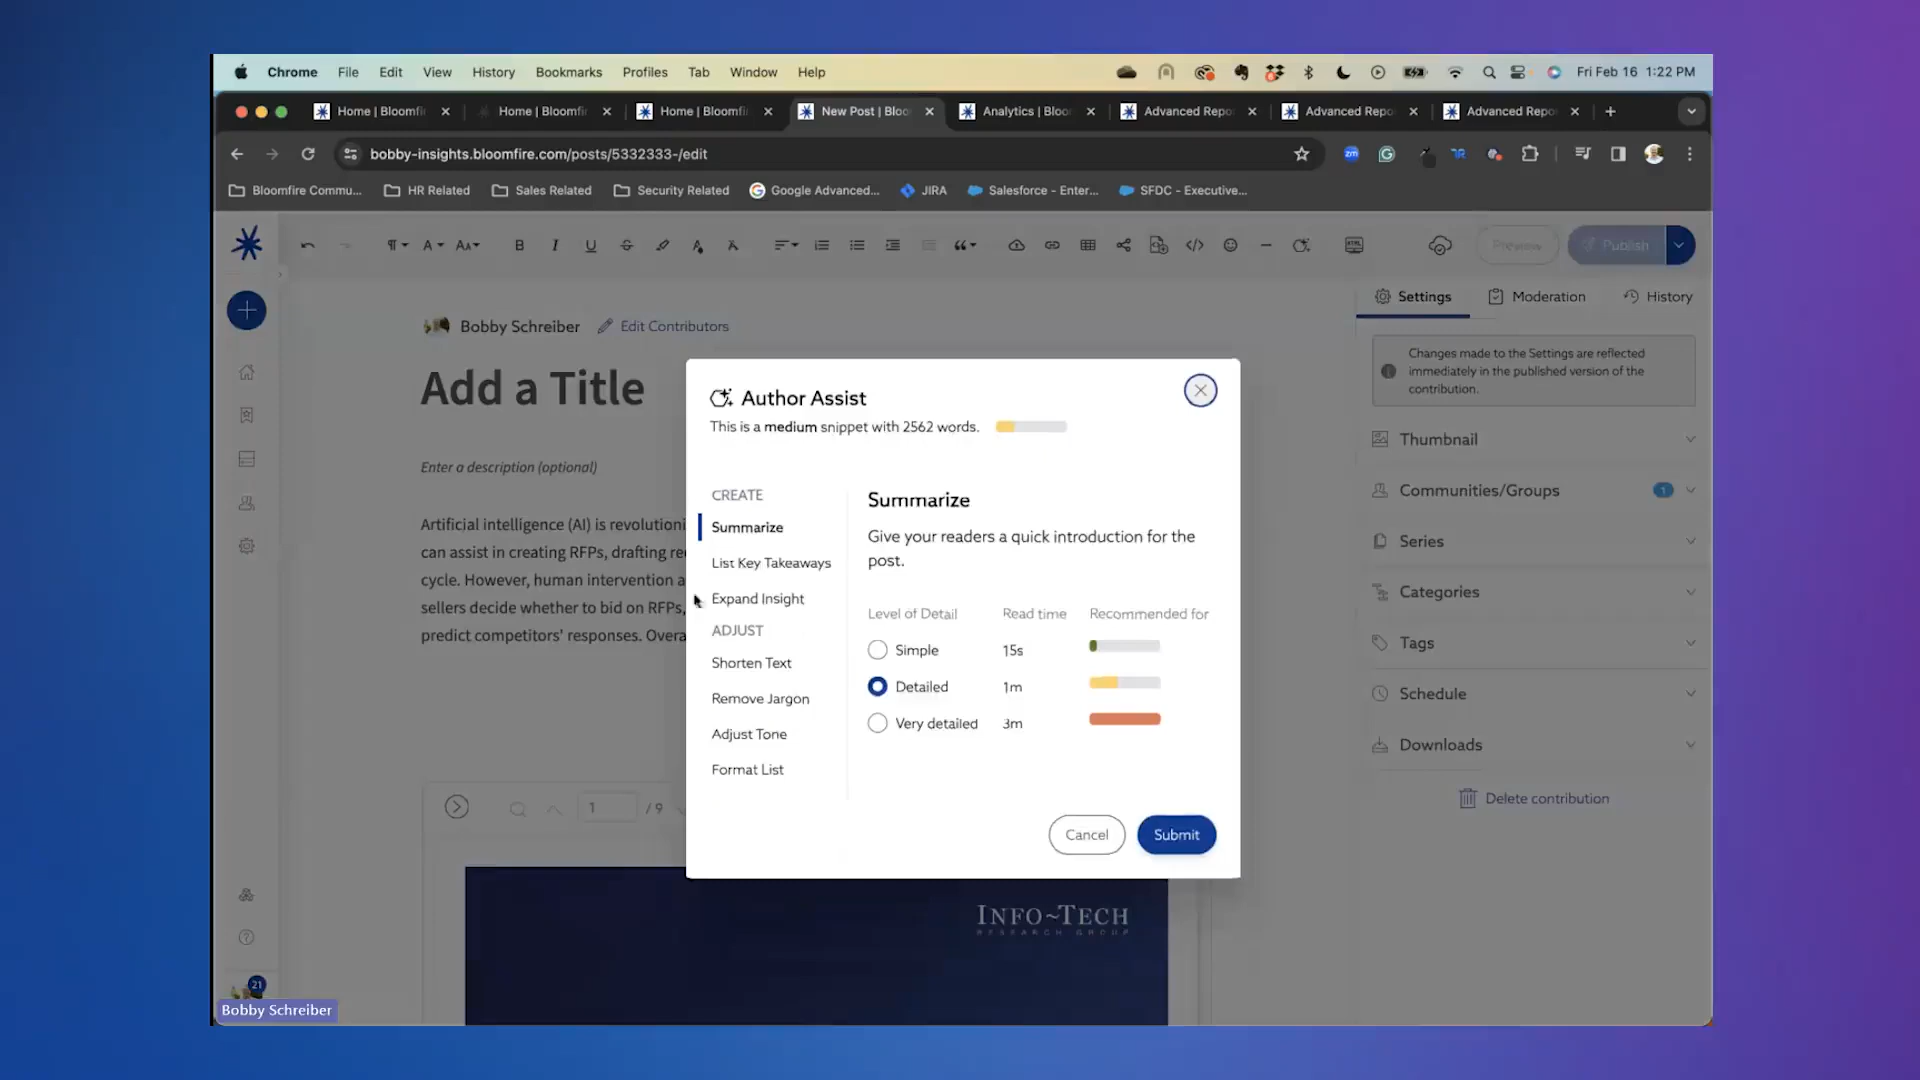 Chrome File Edit View History Bookmarks Profiles Tab Window Help Fri Feb 16 1:22 PM
Home | Bloomfi Home | Bloomfi Home | Bloomfi New Post | Bloo Analytics | Bloo Advanced Repo Advanced Repo Advanced Repo
bobby-insights.bloomfire.com/posts/5332333-/edit zm
Bloomfire Commu... HR Related Sales Related Security Related Google Advanced... JIRA Salesforce - Enter... SFDC - Executive...
Preview Publish
Settings Moderation History
Bobby Schreiber Edit Contributors
Changes made to the Settings are reflected
immediately in the published version of the
contribution.
Add a Title
Enter a description (optional)
Artificial intelligence (AI) is revolutioni
can assist in creating RFPs, drafting re
cycle. However, human intervention a
sellers decide whether to bid on RFPs,
predict competitors' responses. Overa
1 / 9
Author Assist
This is a medium snippet with 2562 words.
CREATE
Summarize
List Key Takeaways
Expand Insight
ADJUST
Shorten Text
Remove Jargon
Adjust Tone
Format List
Summarize
Give your readers a quick introduction for the
post.
Level of Detail Read time Recommended for
Simple 15s
Detailed 1m
Very detailed 3m
Cancel Submit
Thumbnail
Communities/Groups 1
Series
Categories
Tags
Schedule
Downloads
Delete contribution
INFO~TECH
RESEARCH GROUP
21
Bobby Schreiber